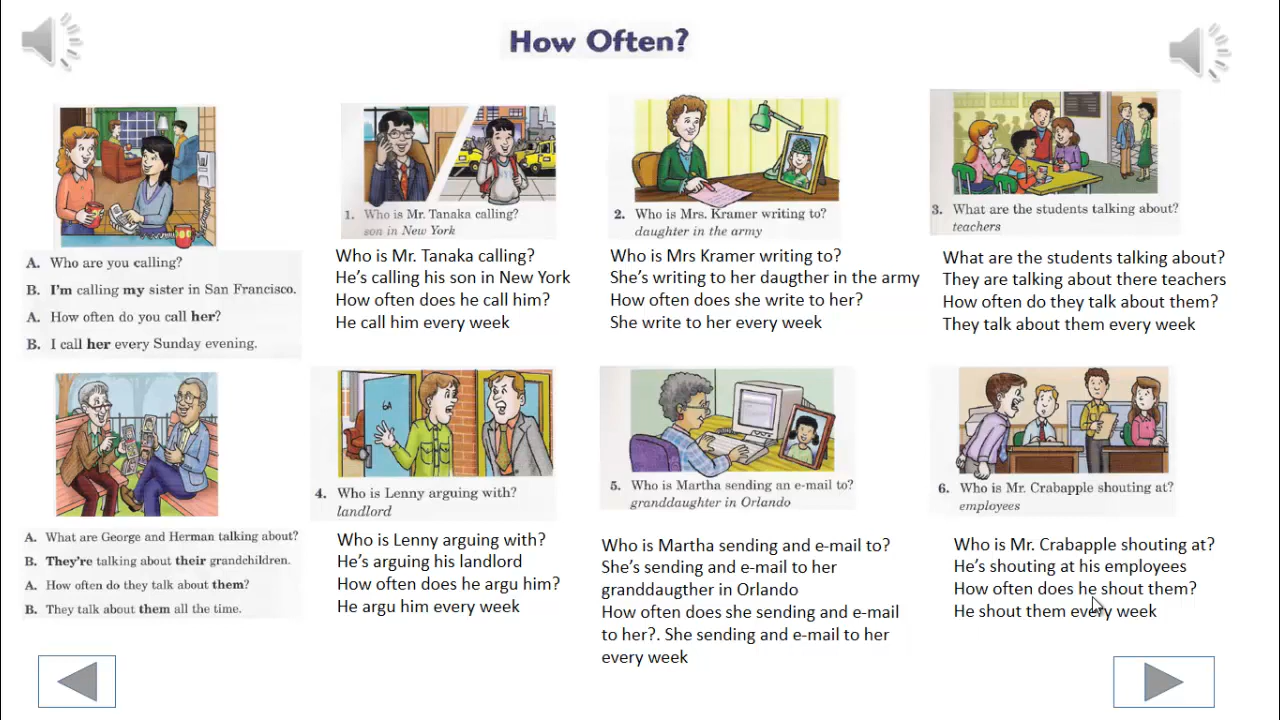 How Often?
A. Who are you calling?
B. I'm calling my sister in San Francisco.
A. How often do you call her?
B. I call her every Sunday evening.
1. Who is Mr. Tanaka calling?
son in New York
Who is Mr. Tanaka calling?
He's calling his son in New York
How often does he call him?
He call him every week
2. Who is Mrs. Kramer writing to?
daughter in the army
Who is Mrs Kramer writing to?
She's writing to her daugther in the army
How often does she write to her?
She write to her every week
3. What are the students talking about?
teachers
What are the students talking about?
They are talking about there teachers
How often do they talk about them?
They talk about them every week
A. What are George and Herman talking about?
B. They're talking about their grandchildren.
A. How often do they talk about them?
B. They talk about them all the time.
6A
4. Who is Lenny arguing with?
landlord
Who is Lenny arguing with?
He's arguing his landlord
How often does he argu him?
He argu him every week
5. Who is Martha sending an e-mail to?
granddaughter in Orlando
Who is Martha sending and e-mail to?
She's sending and e-mail to her
granddaugther in Orlando
How often does she sending and e-mail
to her?. She sending and e-mail to her
every week
6. Who is Mr. Crabapple shouting at?
employees
Who is Mr. Crabapple shouting at?
He's shouting at his employees
How often does he shout them?
He shout them every week